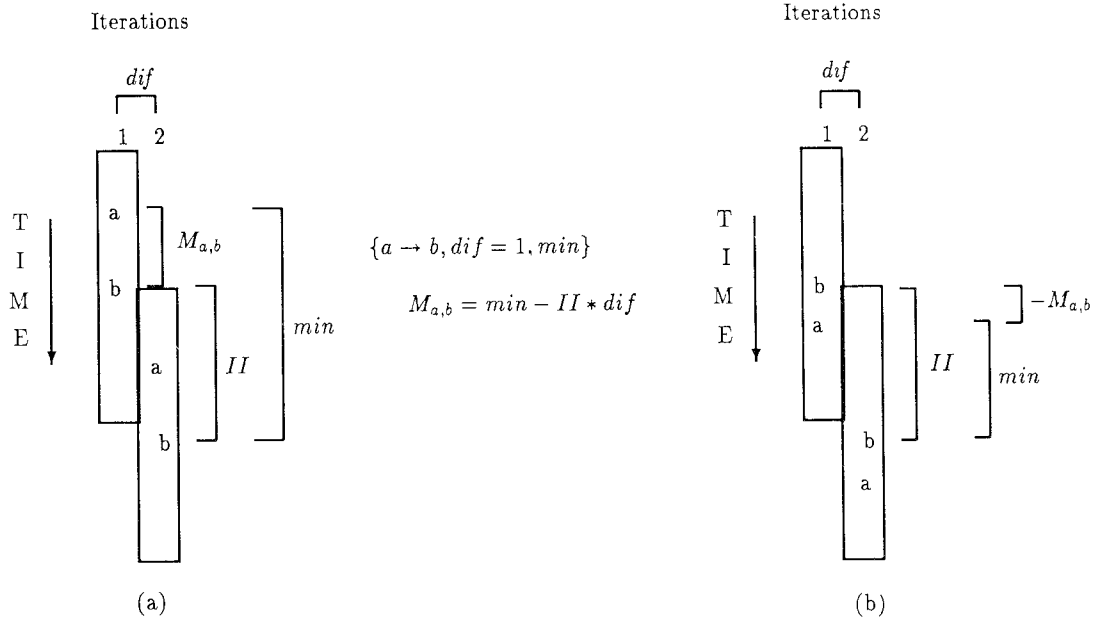 Iterations
dif
1 2
T
I
M
E
a
b
a
b
M_{a,b}
II
min
(a)
{a → b, dif = 1, min}
M_{a,b} = min − II * dif
Iterations
dif
1 2
T
I
M
E
b
a
b
a
−M_{a,b}
II
min
(b)